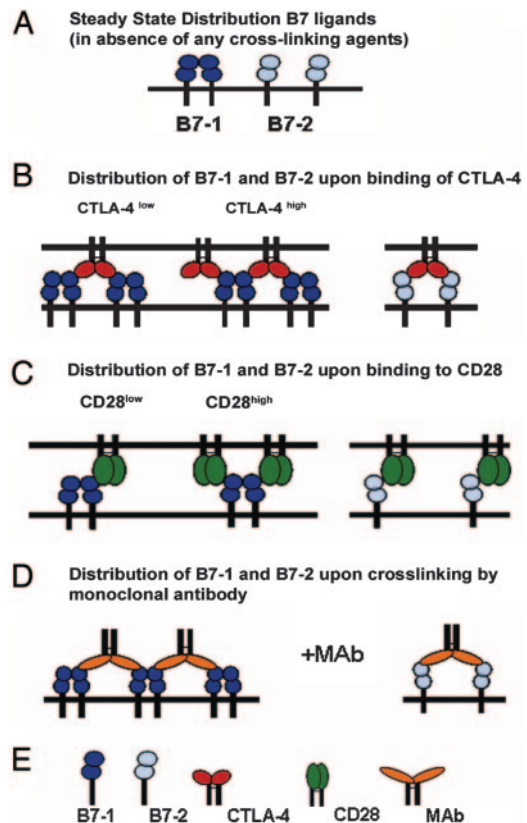 A
Steady State Distribution B7 ligands
(in absence of any cross-linking agents)
B7-1
B7-2
B
Distribution of B7-1 and B7-2 upon binding of CTLA-4
CTLA-4 low
CTLA-4 high
C
Distribution of B7-1 and B7-2 upon binding to CD28
CD28low
CD28high
D
Distribution of B7-1 and B7-2 upon crosslinking by
monoclonal antibody
+MAb
E
B7-1
B7-2
CTLA-4
CD28
MAb